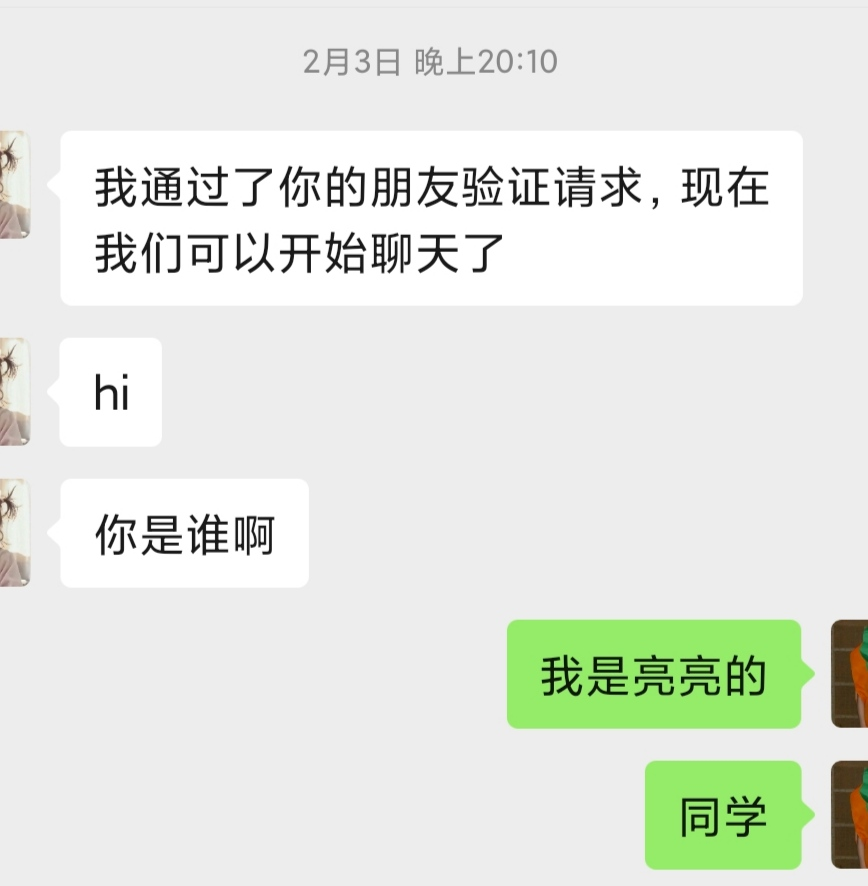 2月3日 晚上20:10
我通过了你的朋友验证请求，现在
我们可以开始聊天了
hi
你是谁啊
我是亮亮的
同学